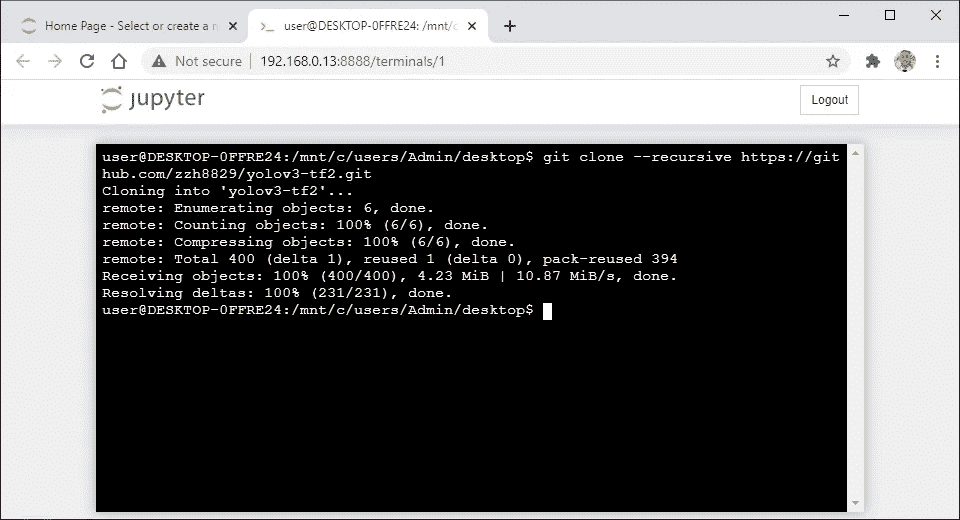 Home Page - Select or create a n
user@DESKTOP-0FFRE24: /mnt/c
Not secure | 192.168.0.13:8888/terminals/1
jupyter
Logout
user@DESKTOP-0FFRE24:/mnt/c/users/Admin/desktop$ git clone --recursive https://git
hub.com/zzh8829/yolov3-tf2.git
Cloning into 'yolov3-tf2'...
remote: Enumerating objects: 6, done.
remote: Counting objects: 100% (6/6), done.
remote: Compressing objects: 100% (6/6), done.
remote: Total 400 (delta 1), reused 1 (delta 0), pack-reused 394
Receiving objects: 100% (400/400), 4.23 MiB | 10.87 MiB/s, done.
Resolving deltas: 100% (231/231), done.
user@DESKTOP-0FFRE24:/mnt/c/users/Admin/desktop$